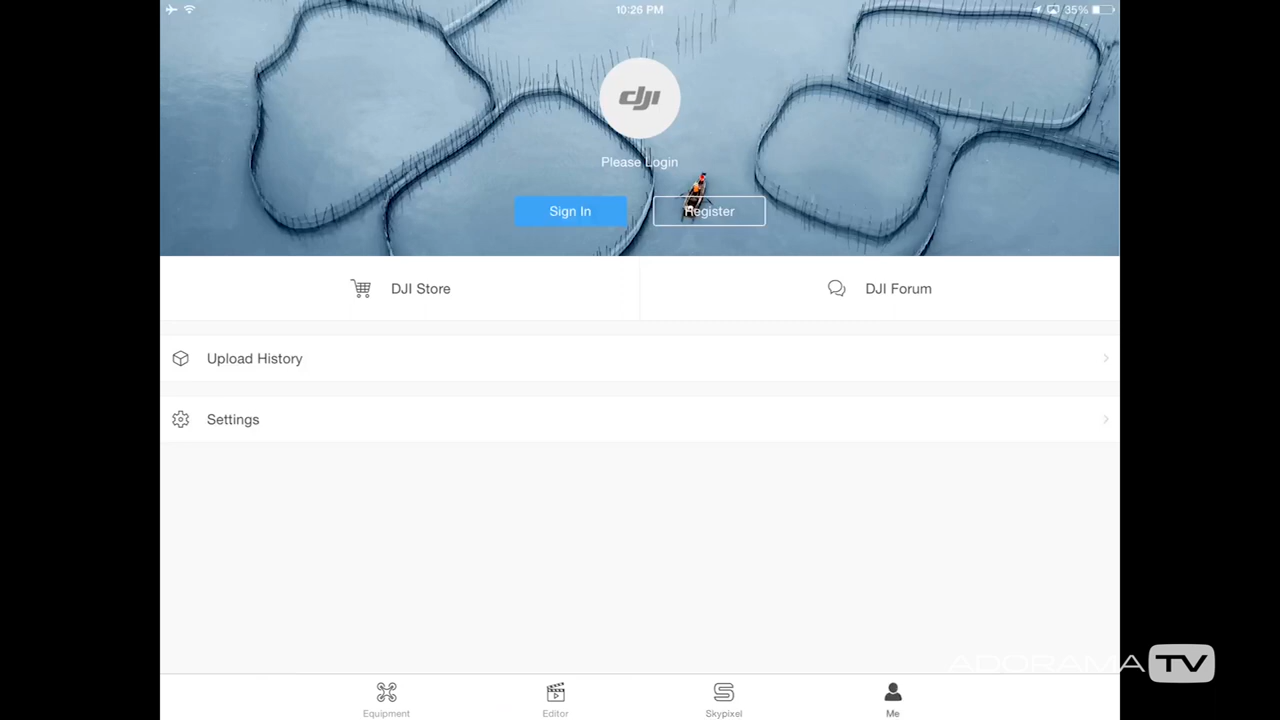 10:26 PM
35%
dji
Please Login
Sign In
Register
DJI Store
DJI Forum
Upload History
Settings
ADORAMA TV
Equipment
Editor
Skypixel
Me